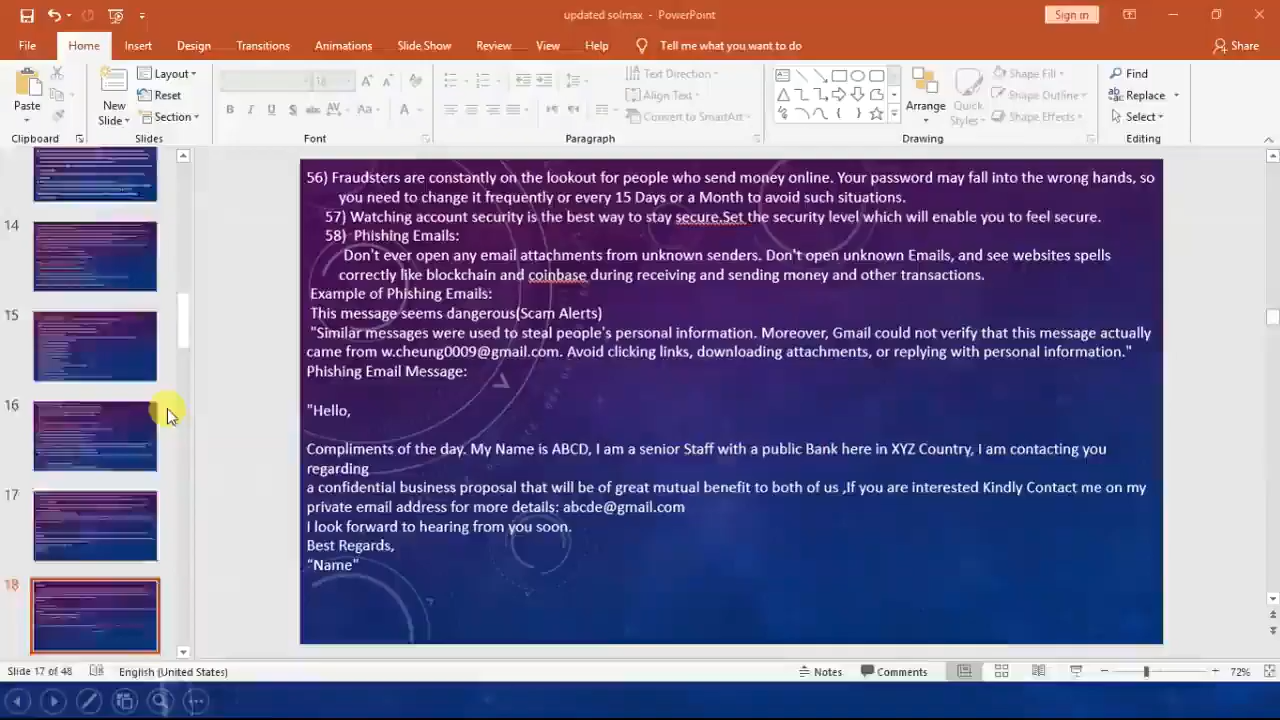 updated solmax - PowerPoint
Sign in
File Home Insert Design Transitions Animations Slide Show Review View Help Tell me what you want to do Share
Paste
Clipboard
New Slide
Layout
Reset
Section
Slides
18
B I U S abc AV Aa A
Font
Text Direction
Align Text
Convert to SmartArt
Paragraph
Arrange
Quick Styles
Shape Fill
Shape Outline
Shape Effects
Drawing
Find
Replace
Select
Editing
14
15
16
17
18
56) Fraudsters are constantly on the lookout for people who send money online. Your password may fall into the wrong hands, so
you need to change it frequently or every 15 Days or a Month to avoid such situations.
57) Watching account security is the best way to stay secure.Set the security level which will enable you to feel secure.
58) Phishing Emails:
Don't ever open any email attachments from unknown senders. Don't open unknown Emails, and see websites spells
correctly like blockchain and coinbase during receiving and sending money and other transactions.
Example of Phishing Emails:
This message seems dangerous(Scam Alerts)
"Similar messages were used to steal people's personal information. Moreover, Gmail could not verify that this message actually
came from w.cheung0009@gmail.com. Avoid clicking links, downloading attachments, or replying with personal information."
Phishing Email Message:
"Hello,
Compliments of the day. My Name is ABCD, I am a senior Staff with a public Bank here in XYZ Country, I am contacting you
regarding
a confidential business proposal that will be of great mutual benefit to both of us ,If you are interested Kindly Contact me on my
private email address for more details: abcde@gmail.com
I look forward to hearing from you soon.
Best Regards,
“Name"
Slide 17 of 48
English (United States)
Notes
Comments
72%